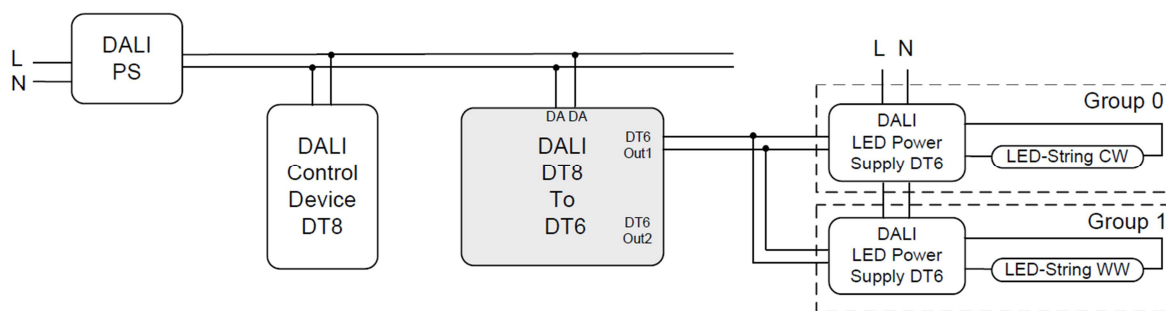 L
N
DALI
PS
DALI
Control
Device
DT8
DA DA
DALI
DT8
To
DT6
DT6
Out1
DT6
Out2
L N
Group 0
DALI
LED Power
Supply DT6
LED-String CW
Group 1
DALI
LED Power
Supply DT6
LED-String WW